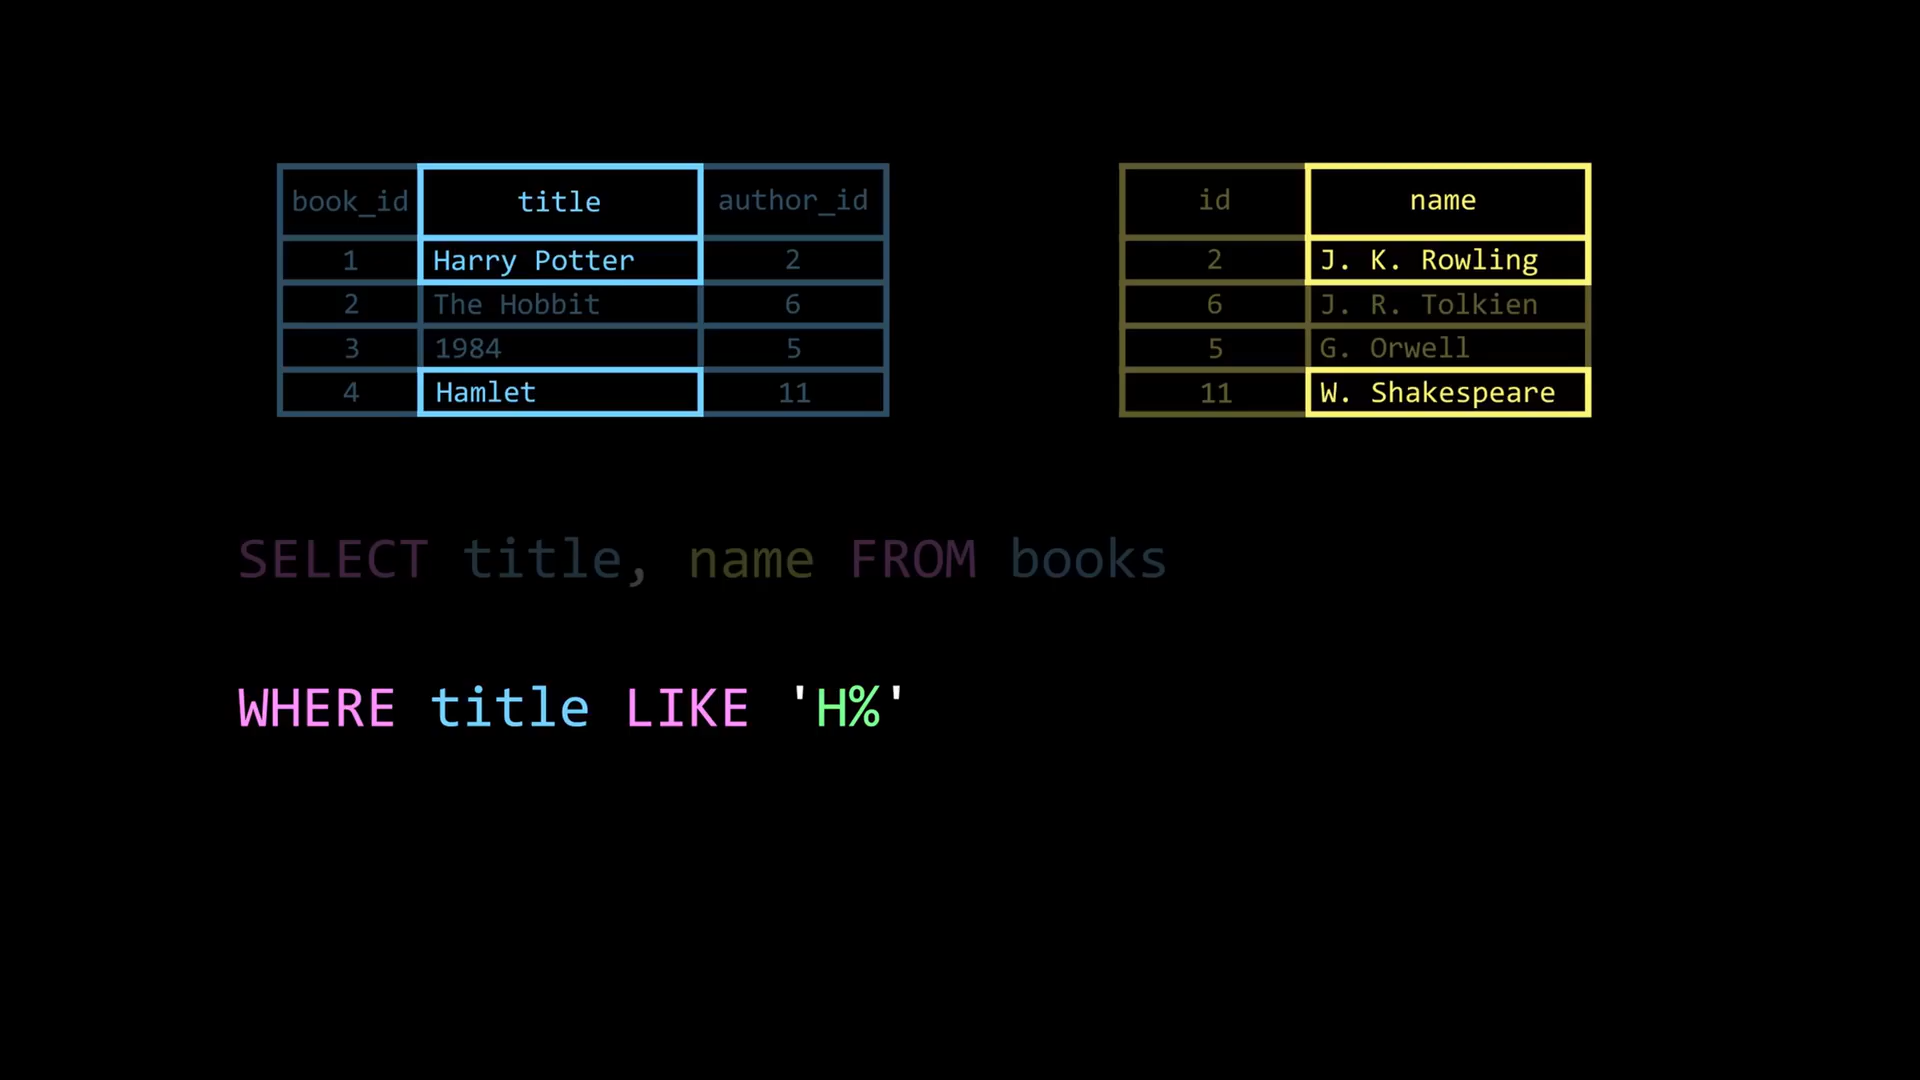 book_id title author_id
1 Harry Potter 2
2 The Hobbit 6
3 1984 5
4 Hamlet 11
id name
2 J. K. Rowling
6 J. R. Tolkien
5 G. Orwell
11 W. Shakespeare
SELECT title, name FROM books
WHERE title LIKE 'H%'